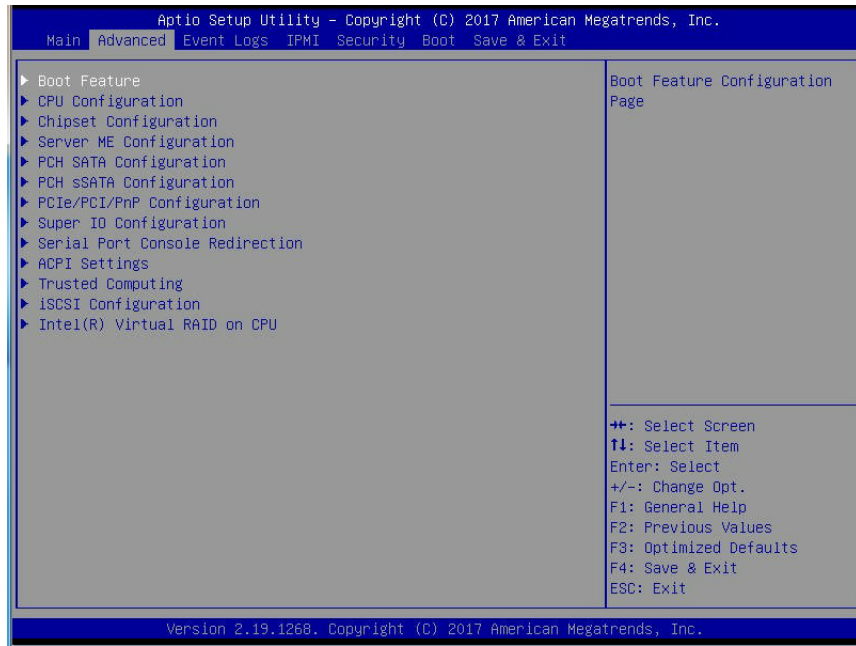 Aptio Setup Utility – Copyright (C) 2017 American Megatrends, Inc.
Main Advanced Event Logs IPMI Security Boot Save & Exit
Boot Feature
CPU Configuration
Chipset Configuration
Server ME Configuration
PCH SATA Configuration
PCH sSATA Configuration
PCIe/PCI/PnP Configuration
Super IO Configuration
Serial Port Console Redirection
ACPI Settings
Trusted Computing
iSCSI Configuration
Intel(R) Virtual RAID on CPU
Boot Feature Configuration
Page
→←: Select Screen
↑↓: Select Item
Enter: Select
+/-: Change Opt.
F1: General Help
F2: Previous Values
F3: Optimized Defaults
F4: Save & Exit
ESC: Exit
Version 2.19.1268. Copyright (C) 2017 American Megatrends, Inc.